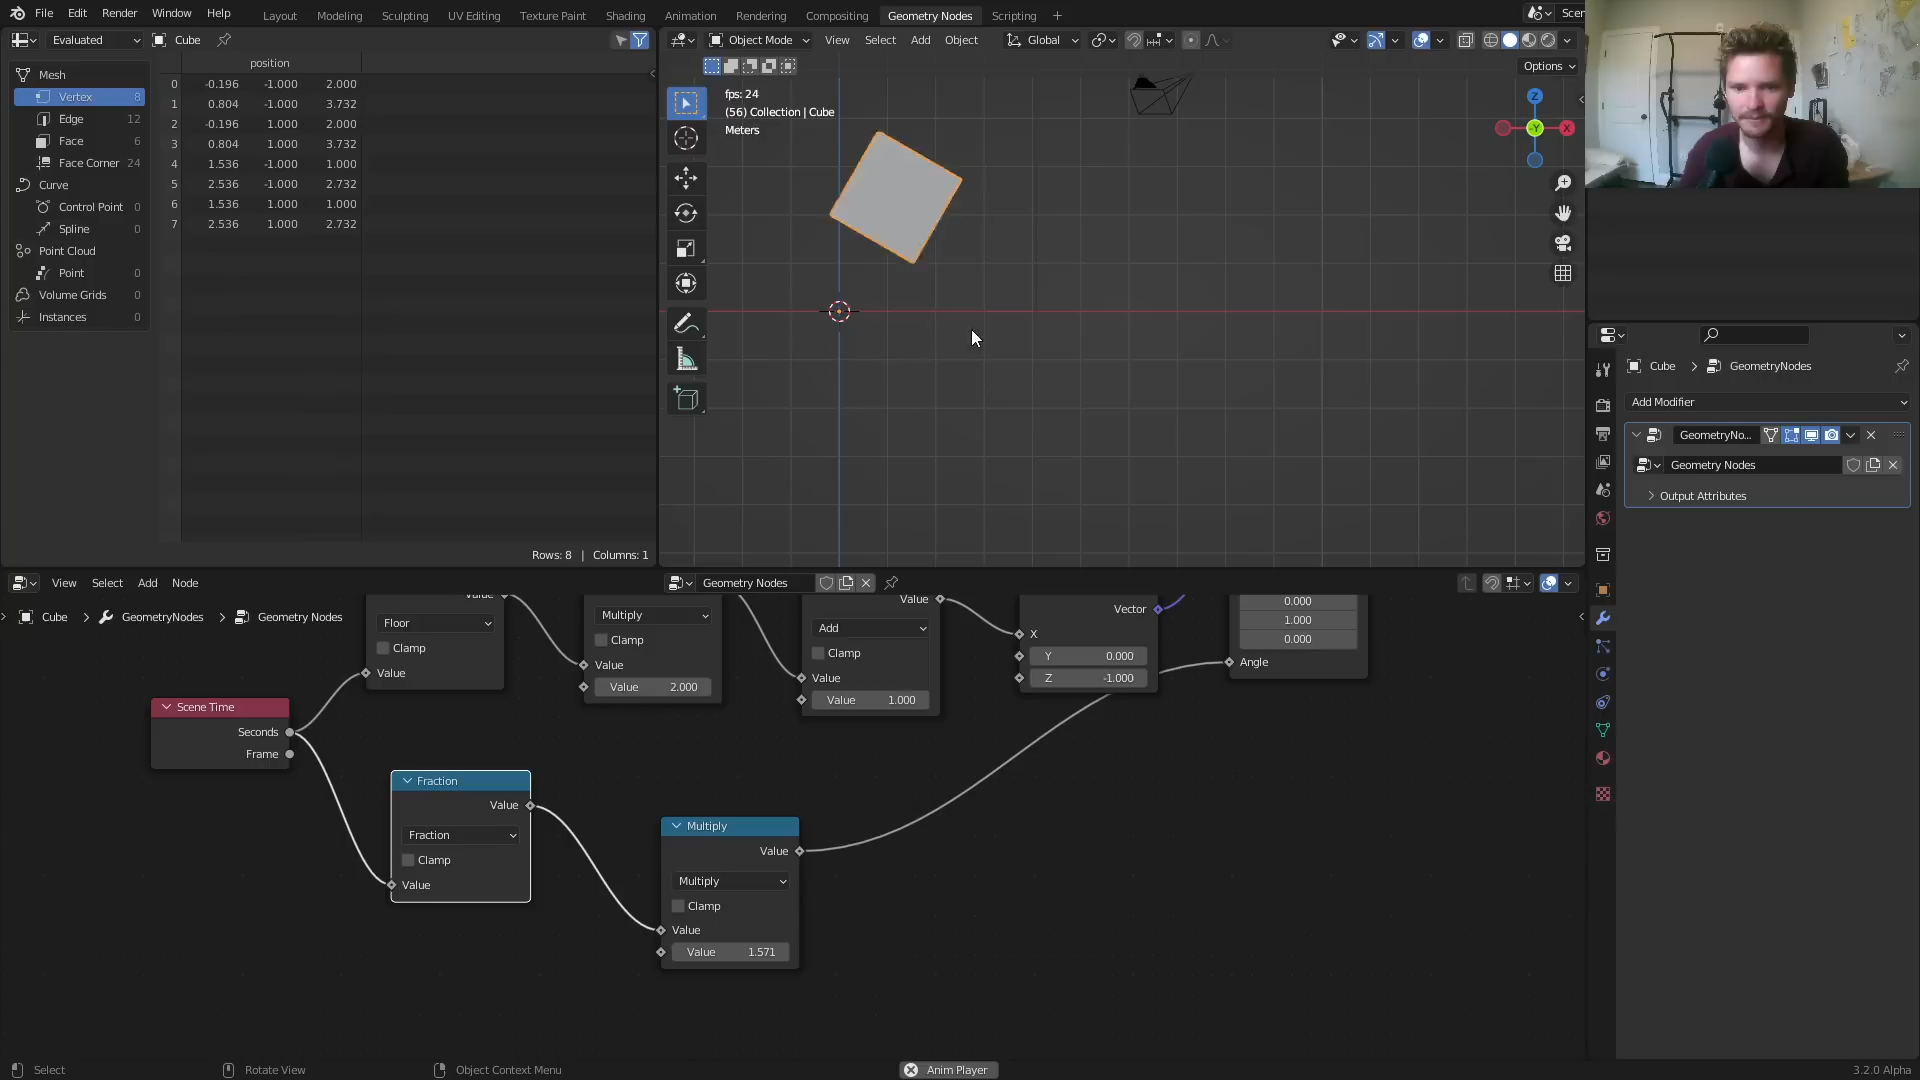 File Edit Render Window Help
Layout Modeling Sculpting UV Editing Texture Paint Shading Animation Rendering Compositing Geometry Nodes Scripting +
Scer
Evaluated Cube
Object Mode View Select Add Object Global
Options
position
Mesh
Vertex 8
Edge 12
Face 6
Face Corner 24
Curve
Control Point 0
Spline 0
Point Cloud
Point 0
Volume Grids 0
Instances 0
0 -0.196 -1.000 2.000
1 0.804 -1.000 3.732
2 -0.196 1.000 2.000
3 0.804 1.000 3.732
4 1.536 -1.000 1.000
5 2.536 -1.000 2.732
6 1.536 1.000 1.000
7 2.536 1.000 2.732
Rows: 8 | Columns: 1
fps: 24
(56) Collection | Cube
Meters
Z
-Y
X
Cube GeometryNodes
Add Modifier
GeometryNo...
Geometry Nodes
Output Attributes
View Select Add Node
Geometry Nodes
Cube GeometryNodes Geometry Nodes
Floor
Clamp
Value
Multiply
Clamp
Value
Value 2.000
Value
Add
Clamp
Value
Value 1.000
Vector
X
Y 0.000
Z -1.000
0.000
1.000
0.000
Angle
Scene Time
Seconds
Frame
Fraction
Value
Fraction
Clamp
Value
Multiply
Value
Multiply
Clamp
Value
Value 1.571
Select Rotate View Object Context Menu Anim Player 3.2.0 Alpha